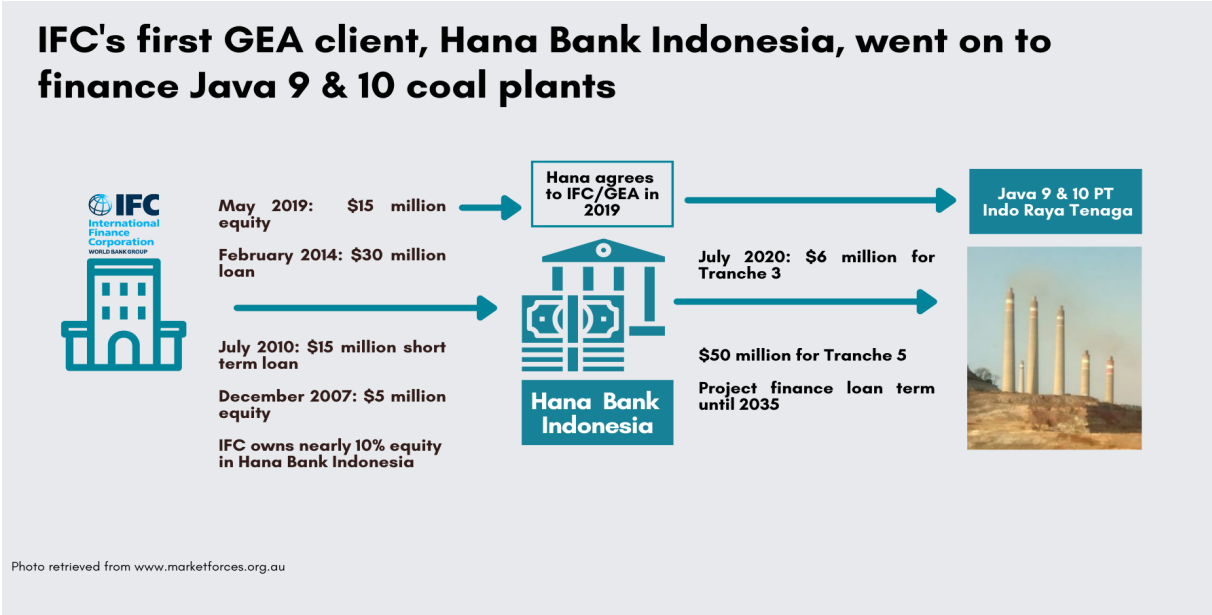 IFC's first GEA client, Hana Bank Indonesia, went on to
finance Java 9 & 10 coal plants
IFC
International
Finance
Corporation
WORLD BANK GROUP
May 2019: $15 million
equity
February 2014: $30 million
loan
July 2010: $15 million short
term loan
December 2007: $5 million
equity
IFC owns nearly 10% equity
in Hana Bank Indonesia
Hana agrees
to IFC/GEA in
2019
Hana Bank
Indonesia
July 2020: $6 million for
Tranche 3
$50 million for Tranche 5
Project finance loan term
until 2035
Java 9 & 10 PT
Indo Raya Tenaga
Photo retrieved from www.marketforces.org.au